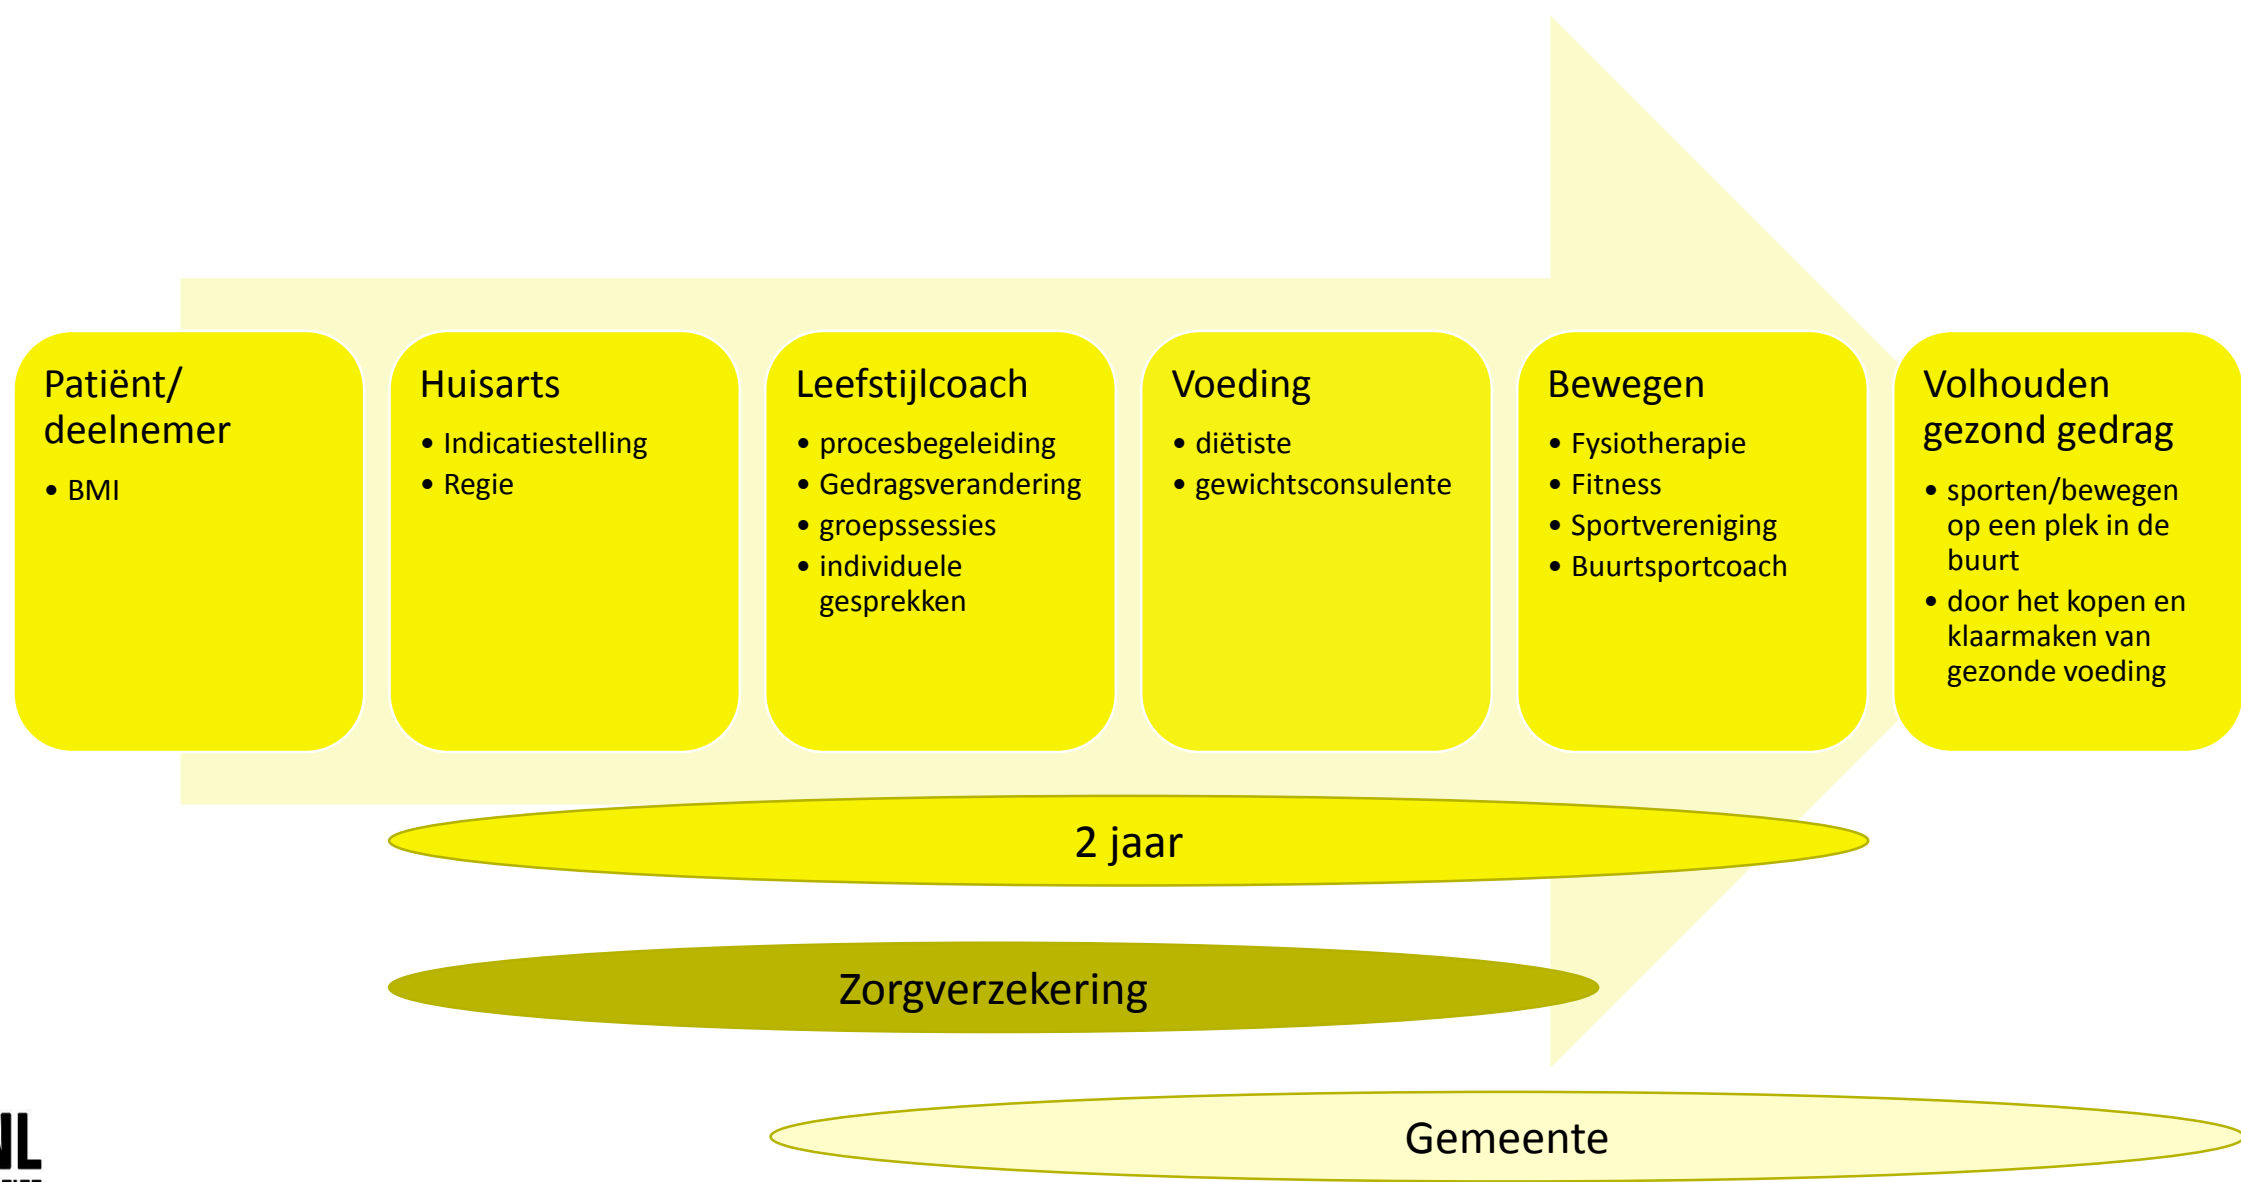 Patiënt/
deelnemer
• BMI
Huisarts
• Indicatiestelling
• Regie
Leefstijlcoach
• procesbegeleiding
• Gedragsverandering
• groepssessies
• individuele
gesprekken
Voeding
• diëtiste
• gewichtsconsulente
Bewegen
• Fysiotherapie
• Fitness
• Sportvereniging
• Buurtsportcoach
Volhouden
gezond gedrag
• sporten/bewegen
op een plek in de
buurt
• door het kopen en
klaarmaken van
gezonde voeding
2 jaar
Zorgverzekering
Gemeente